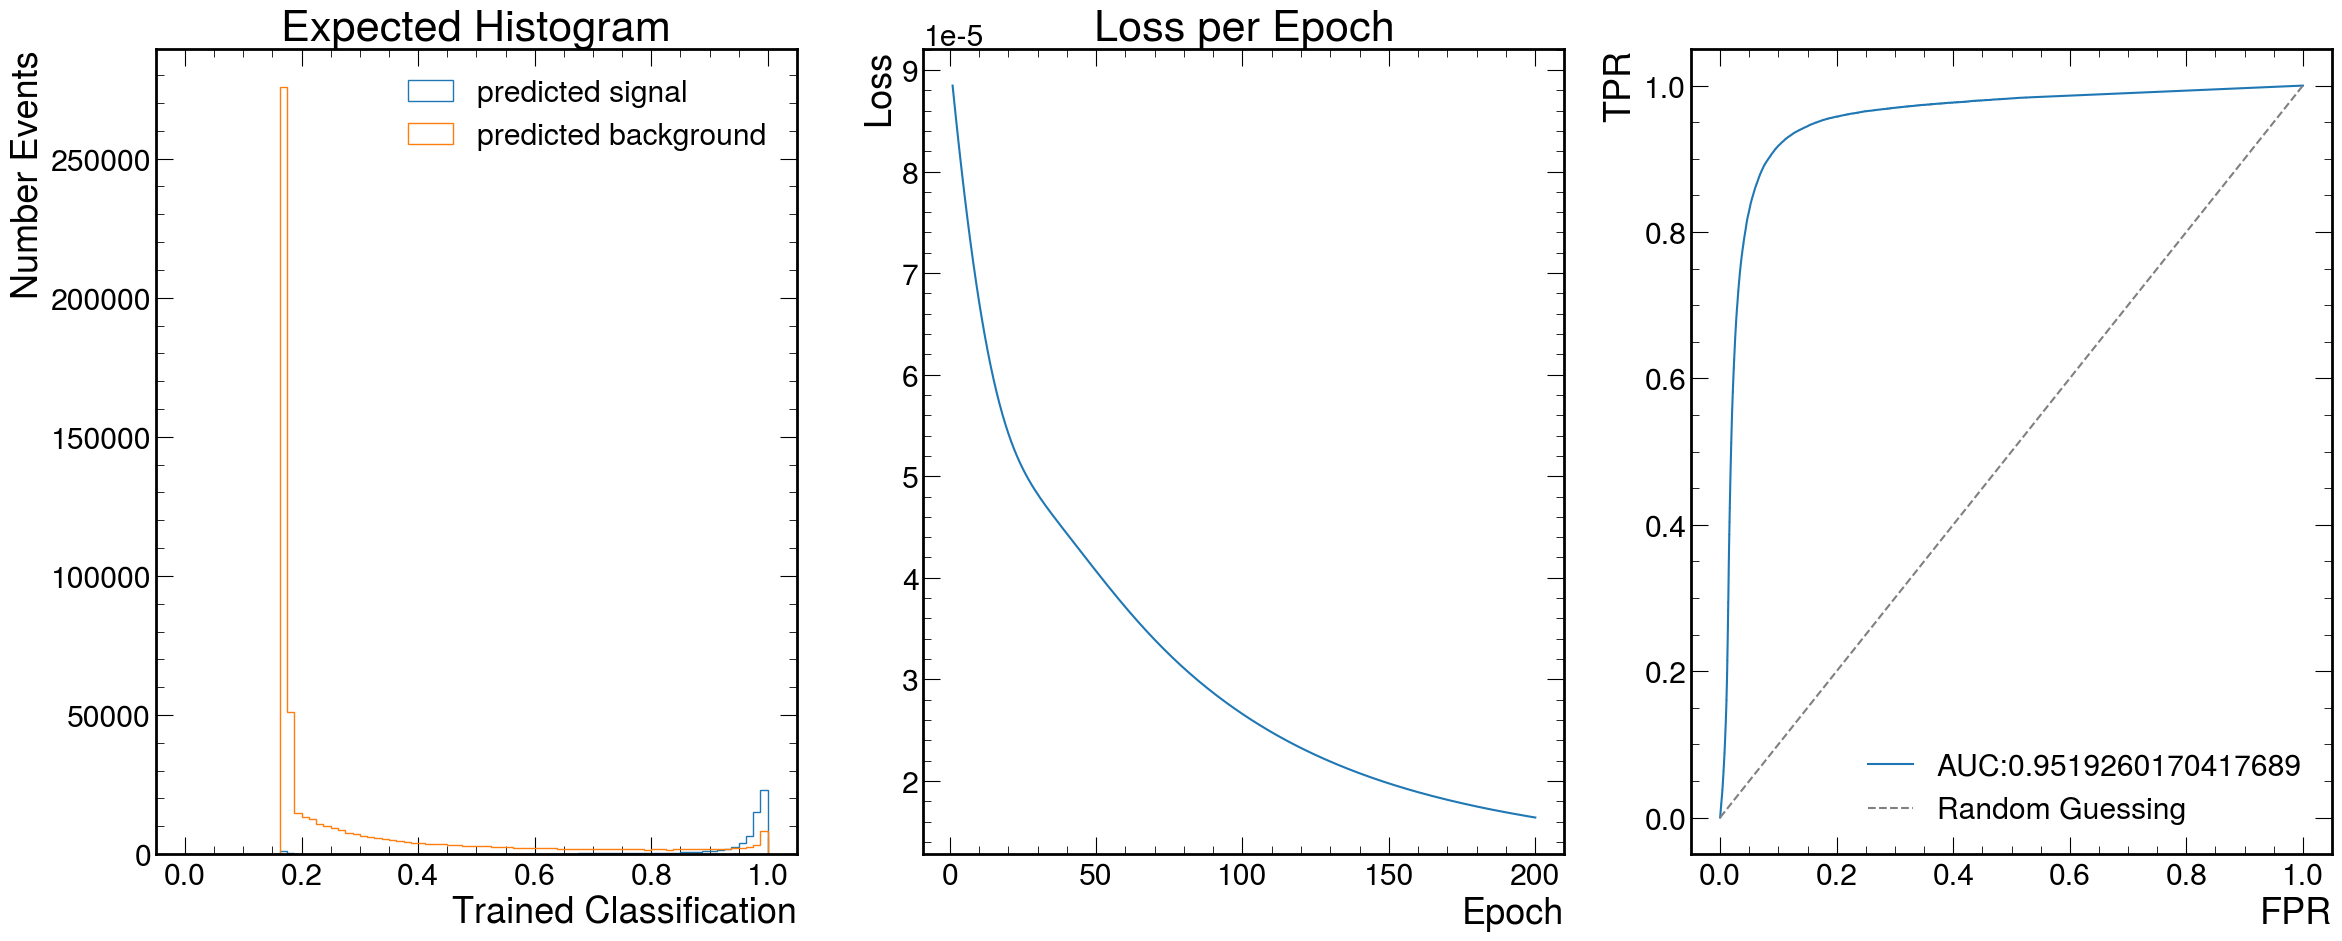 Expected Histogram
Number Events
250000
200000
150000
100000
50000
0
predicted signal
predicted background
0.0 0.2 0.4 0.6 0.8 1.0
Trained Classification
Loss per Epoch
1e-5
Loss
9
8
7
6
5
4
3
2
0 50 100 150 200
Epoch
TPR
1.0
0.8
0.6
0.4
0.2
0.0
AUC:0.9519260170417689
Random Guessing
0.0 0.2 0.4 0.6 0.8 1.0
FPR